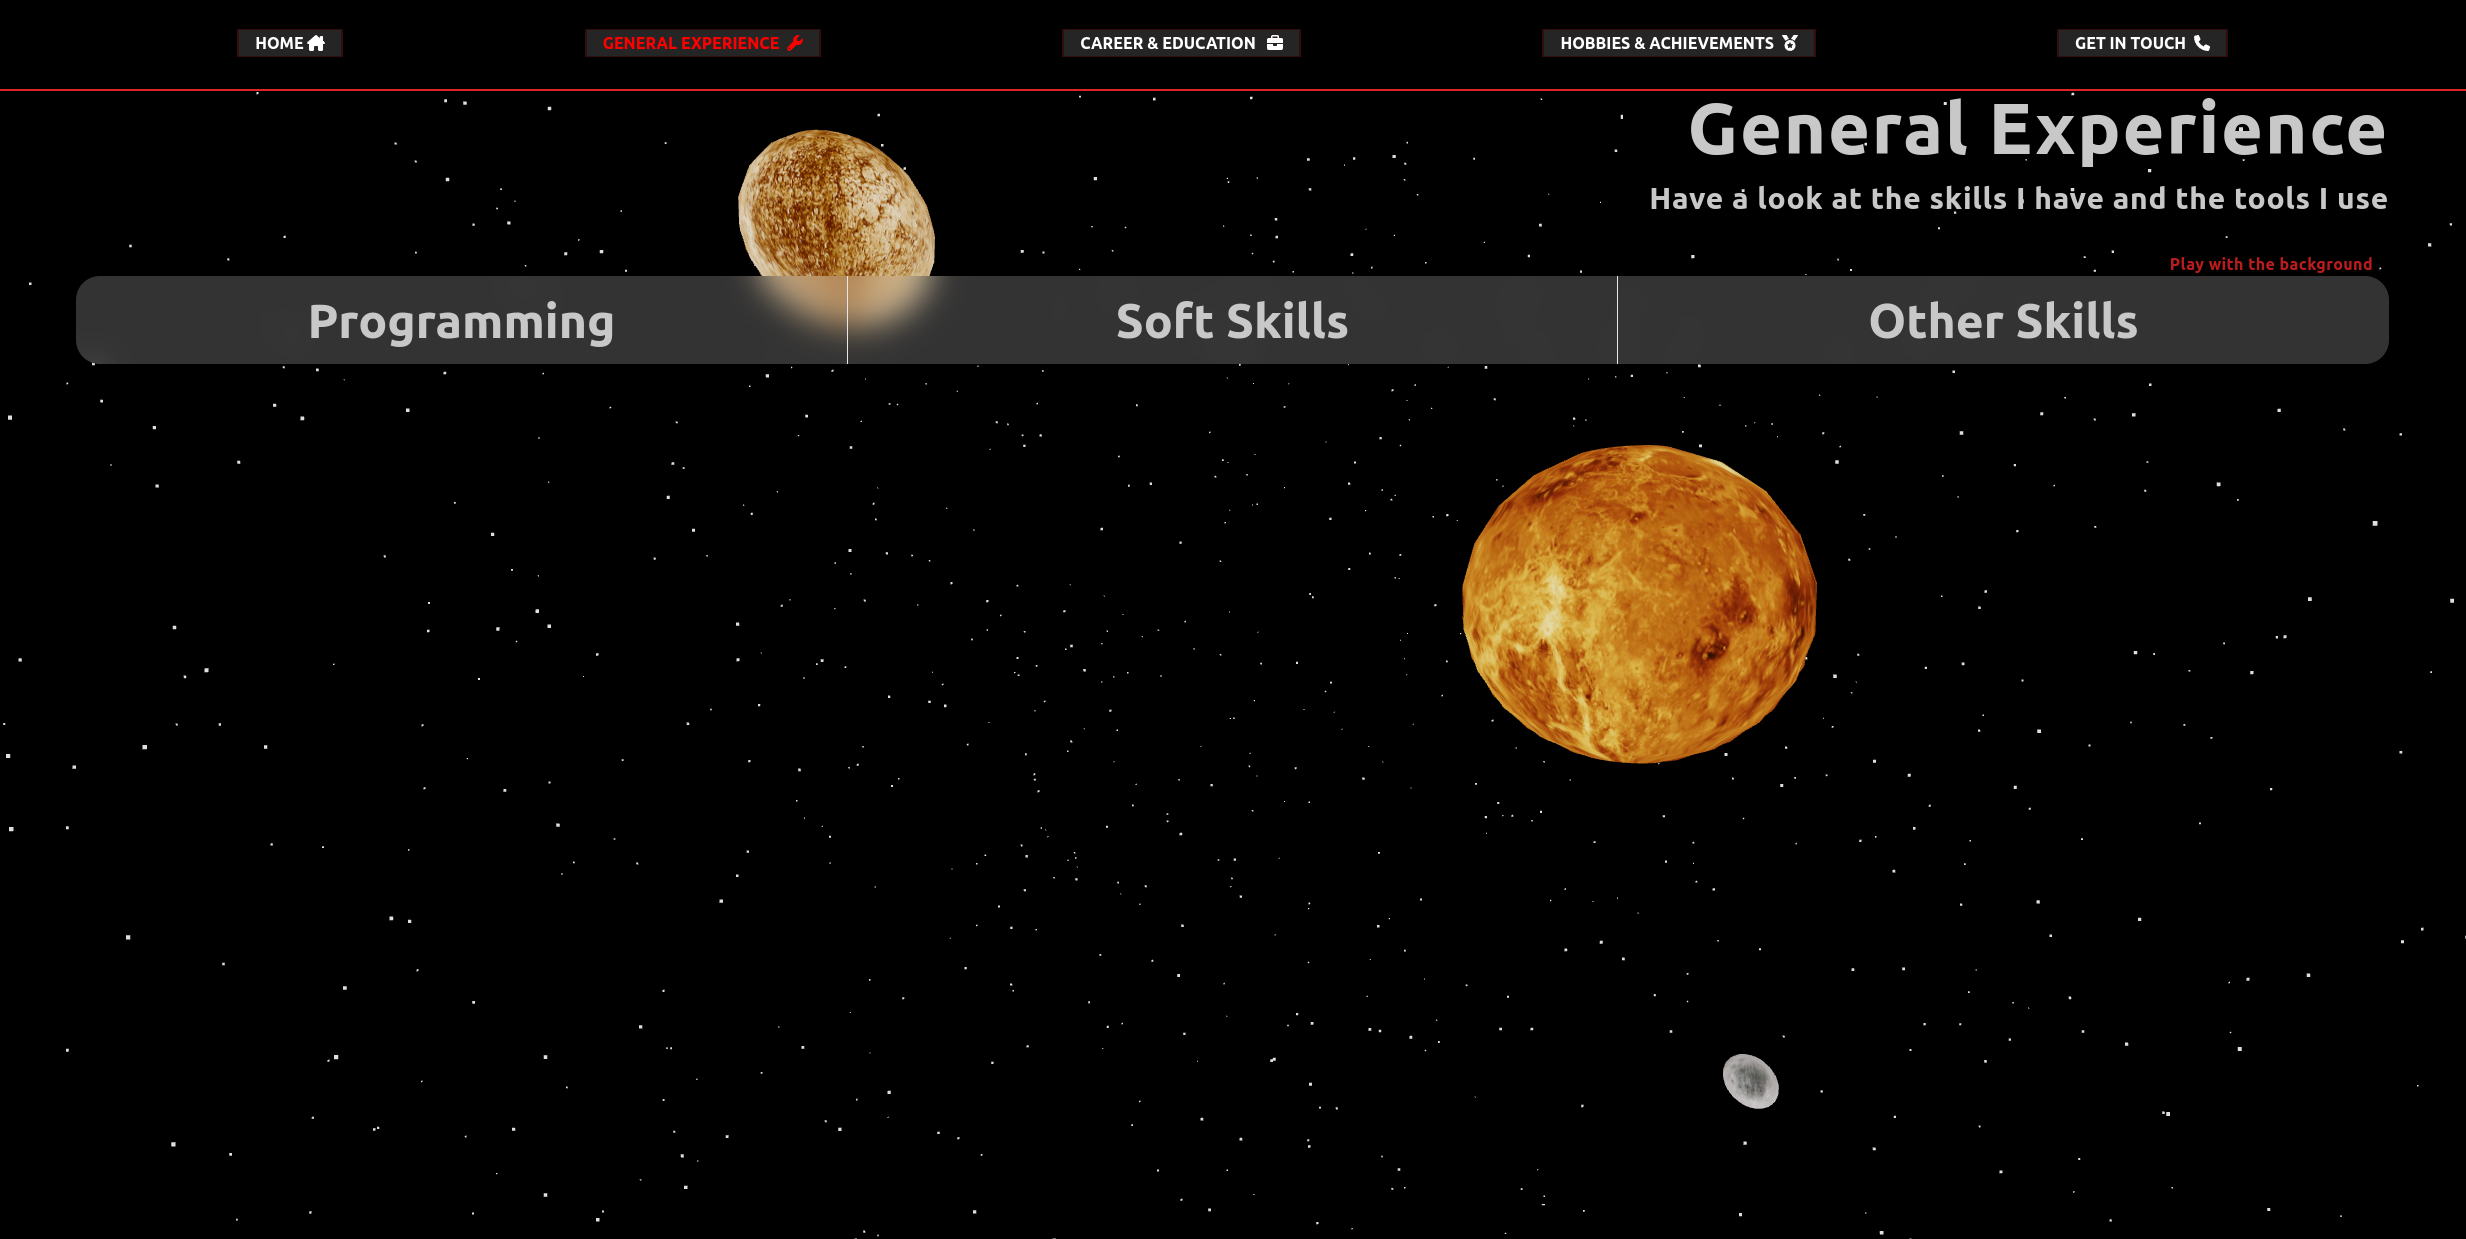 HOME
GENERAL EXPERIENCE
CAREER & EDUCATION
HOBBIES & ACHIEVEMENTS
GET IN TOUCH
General Experience
Have a look at the skills I have and the tools I use
Play with the background
Programming
Soft Skills
Other Skills